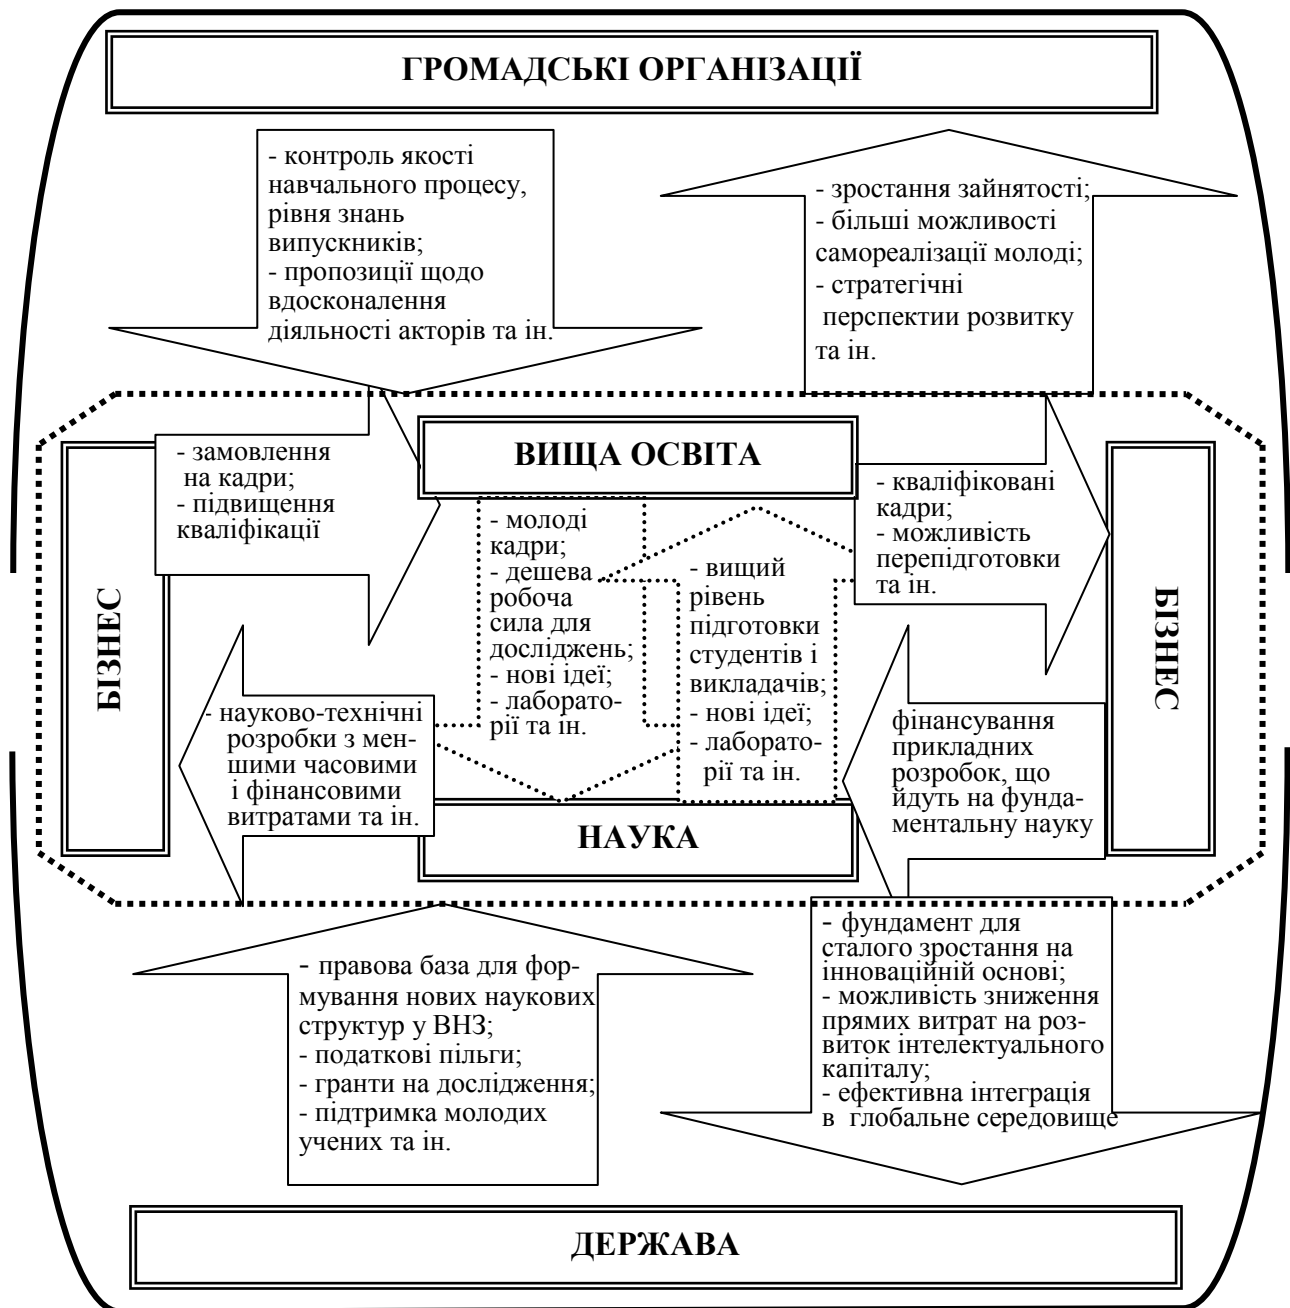 ГРОМАДСЬКІ ОРГАНІЗАЦІЇ
- контроль якості
навчального процесу,
рівня знань
випускників;
- пропозиції щодо
вдосконалення
діяльності акторів та ін.
- зростання зайнятості;
- більші можливості
самореалізації молоді;
- стратегічні
перспектии розвитку
та ін.
БІЗНЕС
- замовлення
на кадри;
- підвищення
кваліфікації
ВИЩА ОСВІТА
- кваліфіковані
кадри;
- можливість
перепідготовки
та ін.
БІЗНЕС
- молоді
кадри;
- дешева
робоча
сила для
досліджень;
- нові ідеї;
- лаборато-
рії та ін.
- вищий
рівень
підготовки
студентів і
викладачів;
- нові ідеї;
- лаборато-
рії та ін.
- науково-технічні
розробки з мен-
шими часовими
і фінансовими
витратами та ін.
фінансування
прикладних
розробок, що
йдуть на фунда-
ментальну науку
НАУКА
- правова база для фор-
мування нових наукових
структур у ВНЗ;
- податкові пільги;
- гранти на дослідження;
- підтримка молодих
учених та ін.
- фундамент для
сталого зростання на
інноваційній основі;
- можливість зниження
прямих витрат на роз-
виток інтелектуального
капіталу;
- ефективна інтеграція
в глобальне середовище
ДЕРЖАВА